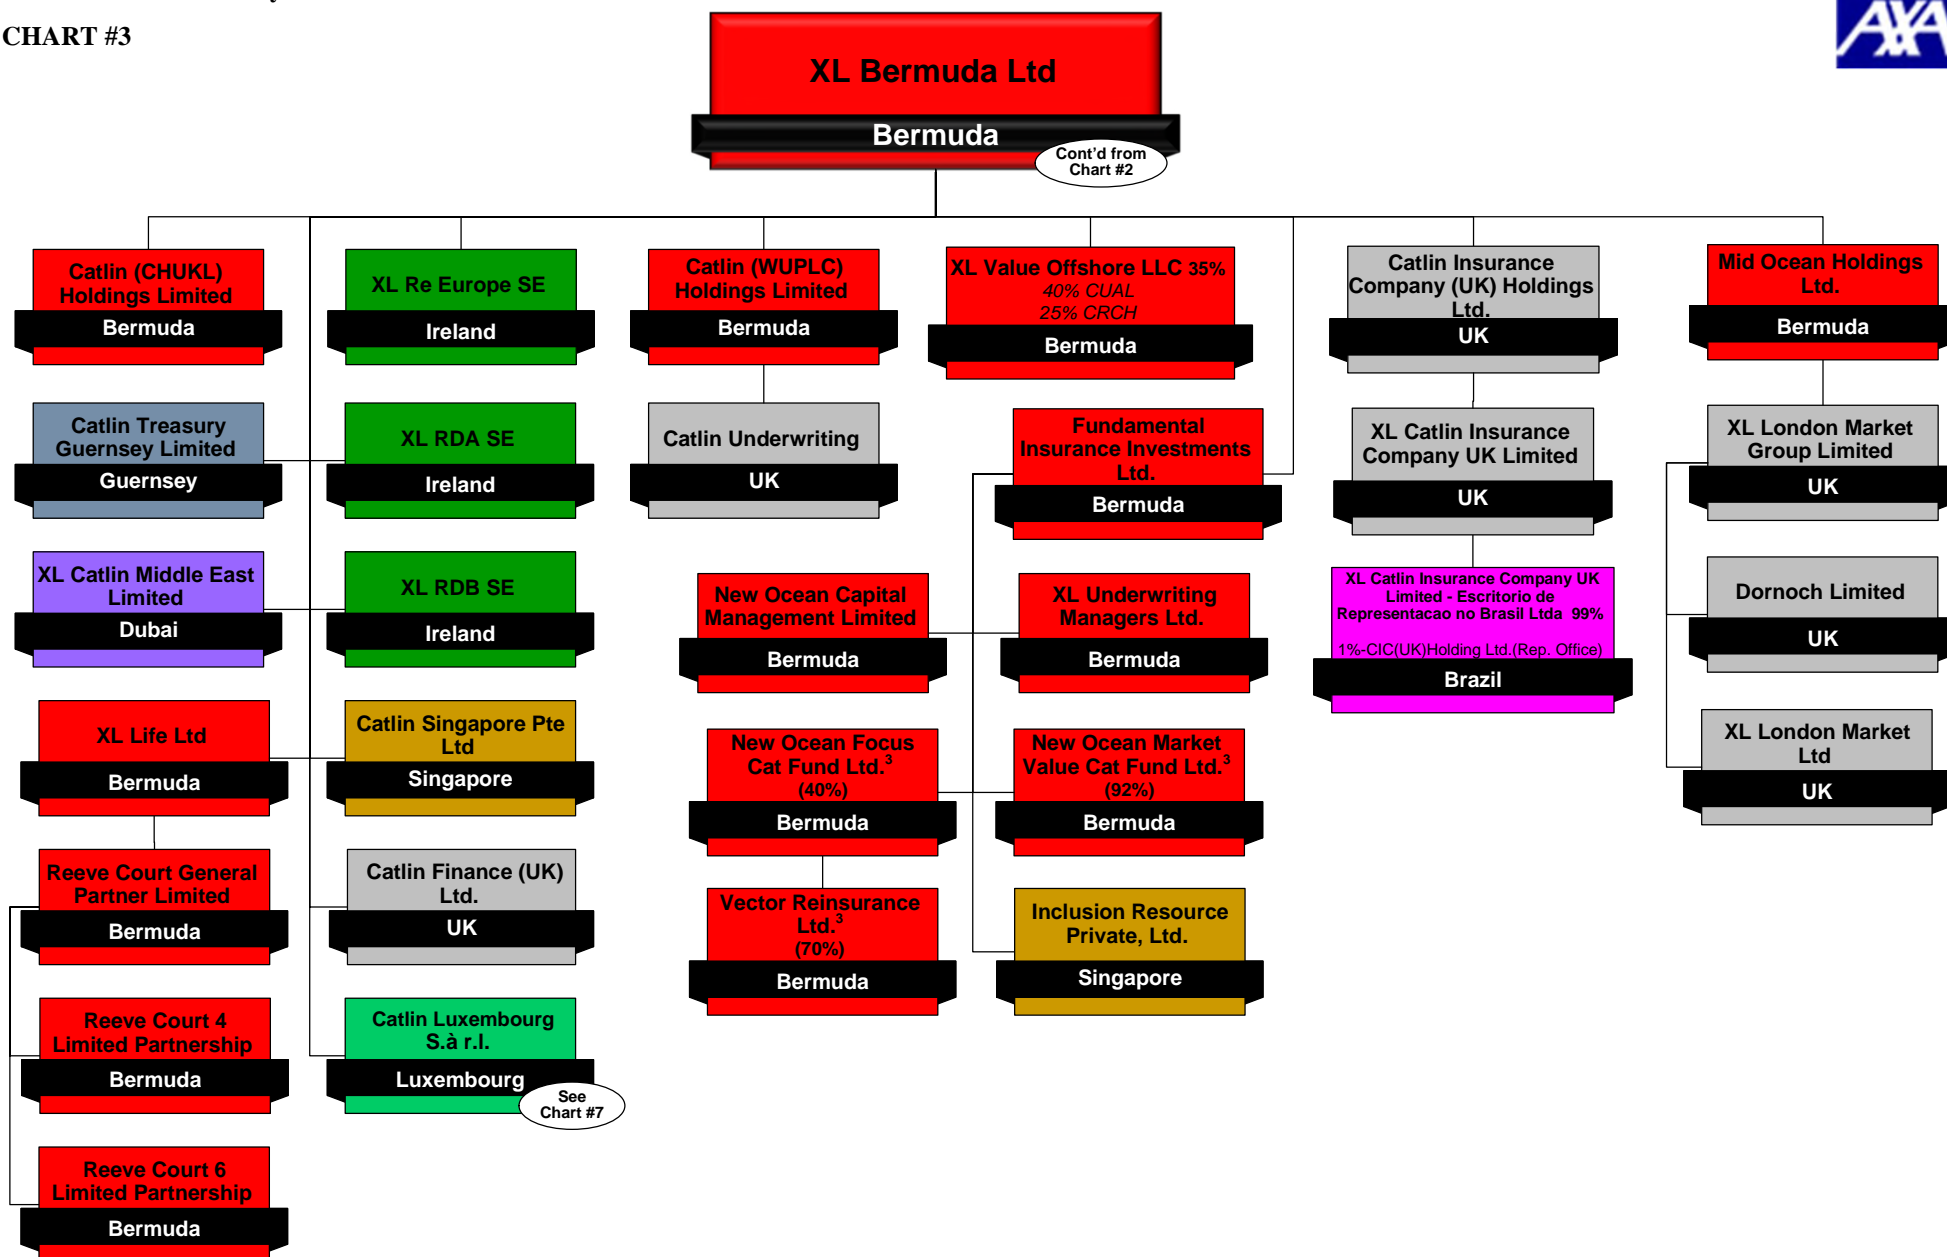 CHART #3
AXA
XL Bermuda Ltd
Bermuda
Cont'd from
Chart #2
Catlin (CHUKL)
Holdings Limited
Bermuda
XL Re Europe SE
Ireland
Catlin (WUPLC)
Holdings Limited
Bermuda
XL Value Offshore LLC 35%
40% CUAL
25% CRCH
Bermuda
Catlin Insurance
Company (UK) Holdings
Ltd.
UK
Mid Ocean Holdings
Ltd.
Bermuda
Catlin Treasury
Guernsey Limited
Guernsey
XL RDA SE
Ireland
Catlin Underwriting
UK
Fundamental
Insurance Investments
Ltd.
Bermuda
XL Catlin Insurance
Company UK Limited
UK
XL London Market
Group Limited
UK
XL Catlin Middle East
Limited
Dubai
XL RDB SE
Ireland
New Ocean Capital
Management Limited
Bermuda
XL Underwriting
Managers Ltd.
Bermuda
XL Catlin Insurance Company UK
Limited - Escritorio de
Representacao no Brasil Ltda 99%
1%-CIC(UK)Holding Ltd.(Rep. Office)
Brazil
Dornoch Limited
UK
XL Life Ltd
Bermuda
Catlin Singapore Pte
Ltd
Singapore
New Ocean Focus
Cat Fund Ltd.³
(40%)
Bermuda
New Ocean Market
Value Cat Fund Ltd.³
(92%)
Bermuda
XL London Market
Ltd
UK
Reeve Court General
Partner Limited
Bermuda
Catlin Finance (UK)
Ltd.
UK
Vector Reinsurance
Ltd.³
(70%)
Bermuda
Inclusion Resource
Private, Ltd.
Singapore
Reeve Court 4
Limited Partnership
Bermuda
Catlin Luxembourg
S.à r.l.
Luxembourg
See
Chart #7
Reeve Court 6
Limited Partnership
Bermuda